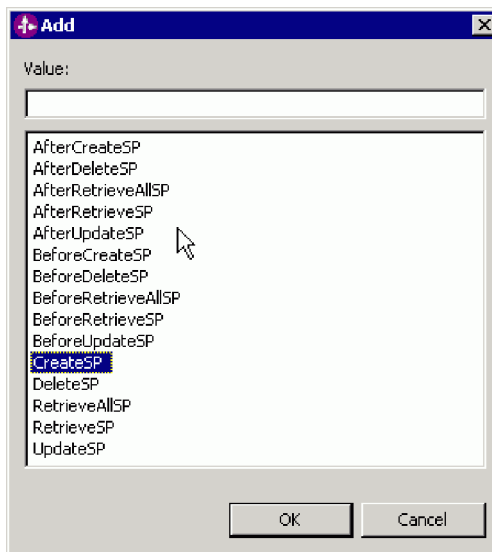 Add
Value:
AfterCreateSP
AfterDeleteSP
AfterRetrieveAllSP
AfterRetrieveSP
AfterUpdateSP
BeforeCreateSP
BeforeDeleteSP
BeforeRetrieveAllSP
BeforeRetrieveSP
BeforeUpdateSP
CreateSP
DeleteSP
RetrieveAllSP
RetrieveSP
UpdateSP
OK Cancel